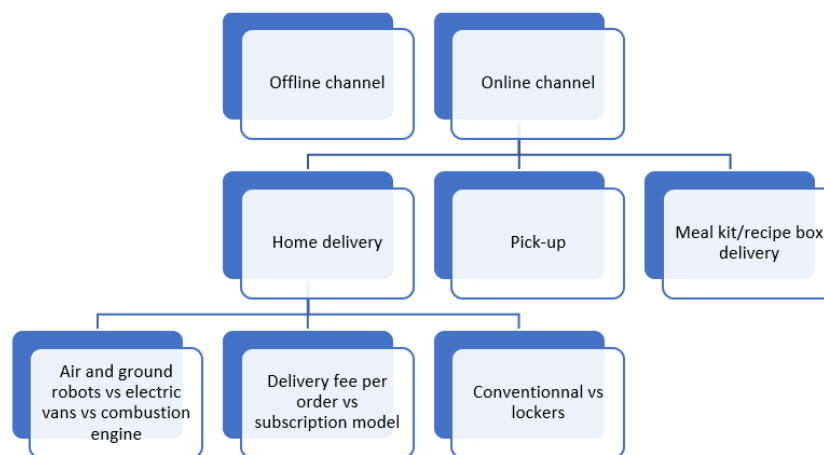 Offline channel
Online channel
Home delivery
Pick-up
Meal kit/recipe box
delivery
Air and ground
robots vs electric
vans vs combustion
engine
Delivery fee per
order vs
subscription model
Conventionnal vs
lockers